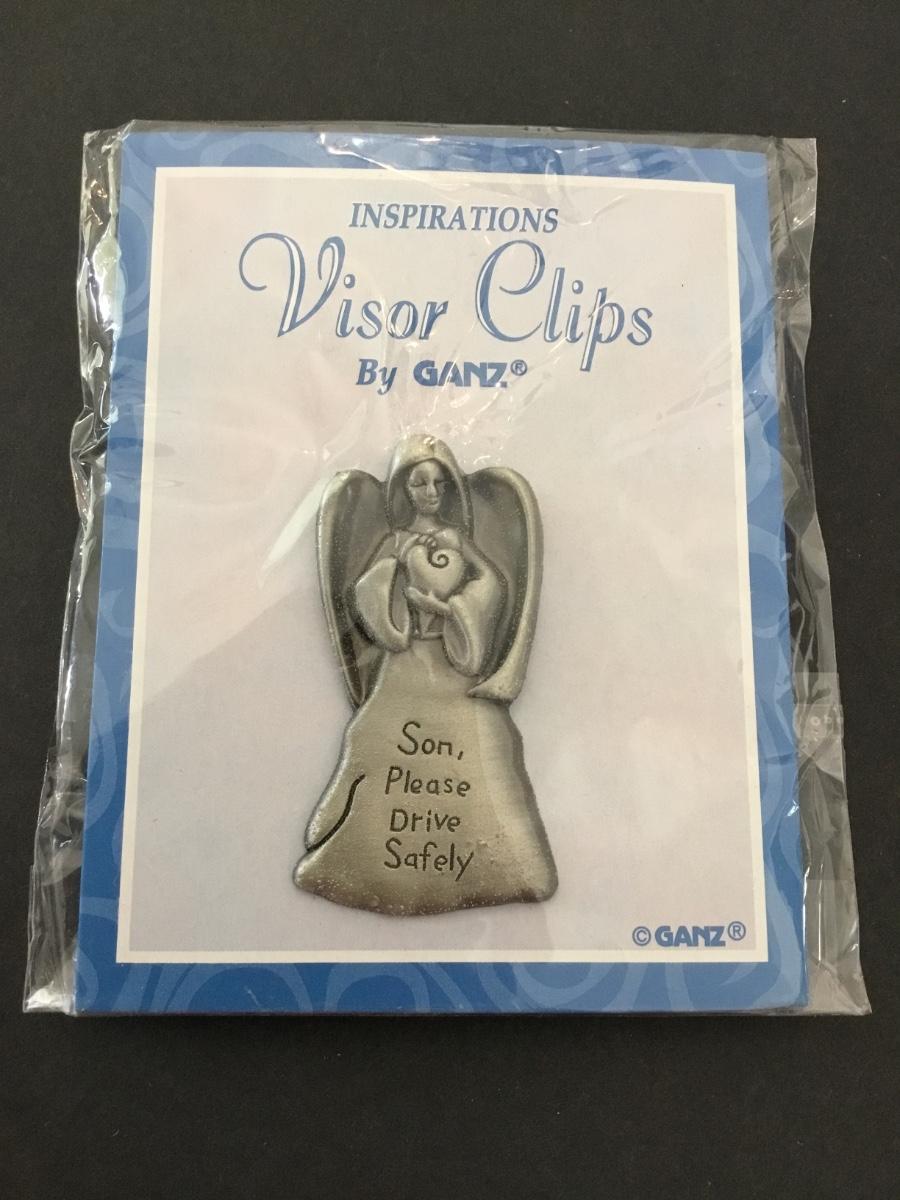 INSPIRATIONS
Visor Clips
By GANZ®
Son,
Please
Drive
Safely
©GANZ®